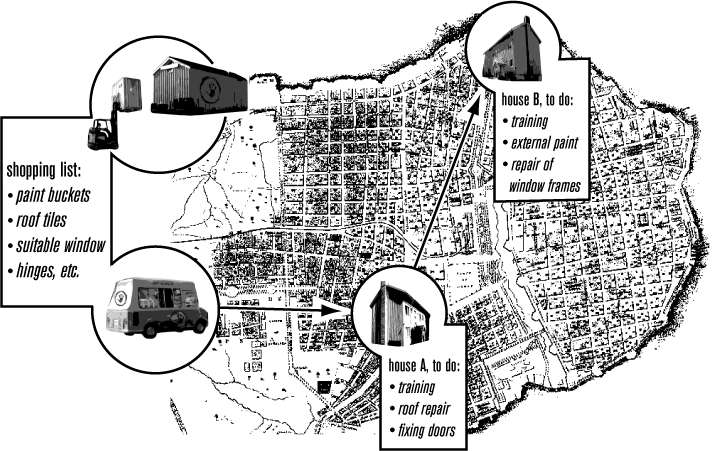 shopping list:
• paint buckets
• roof tiles
• suitable window
• hinges, etc.
house B, to do:
• training
• external paint
• repair of
window frames
house A, to do:
• training
• roof repair
• fixing doors